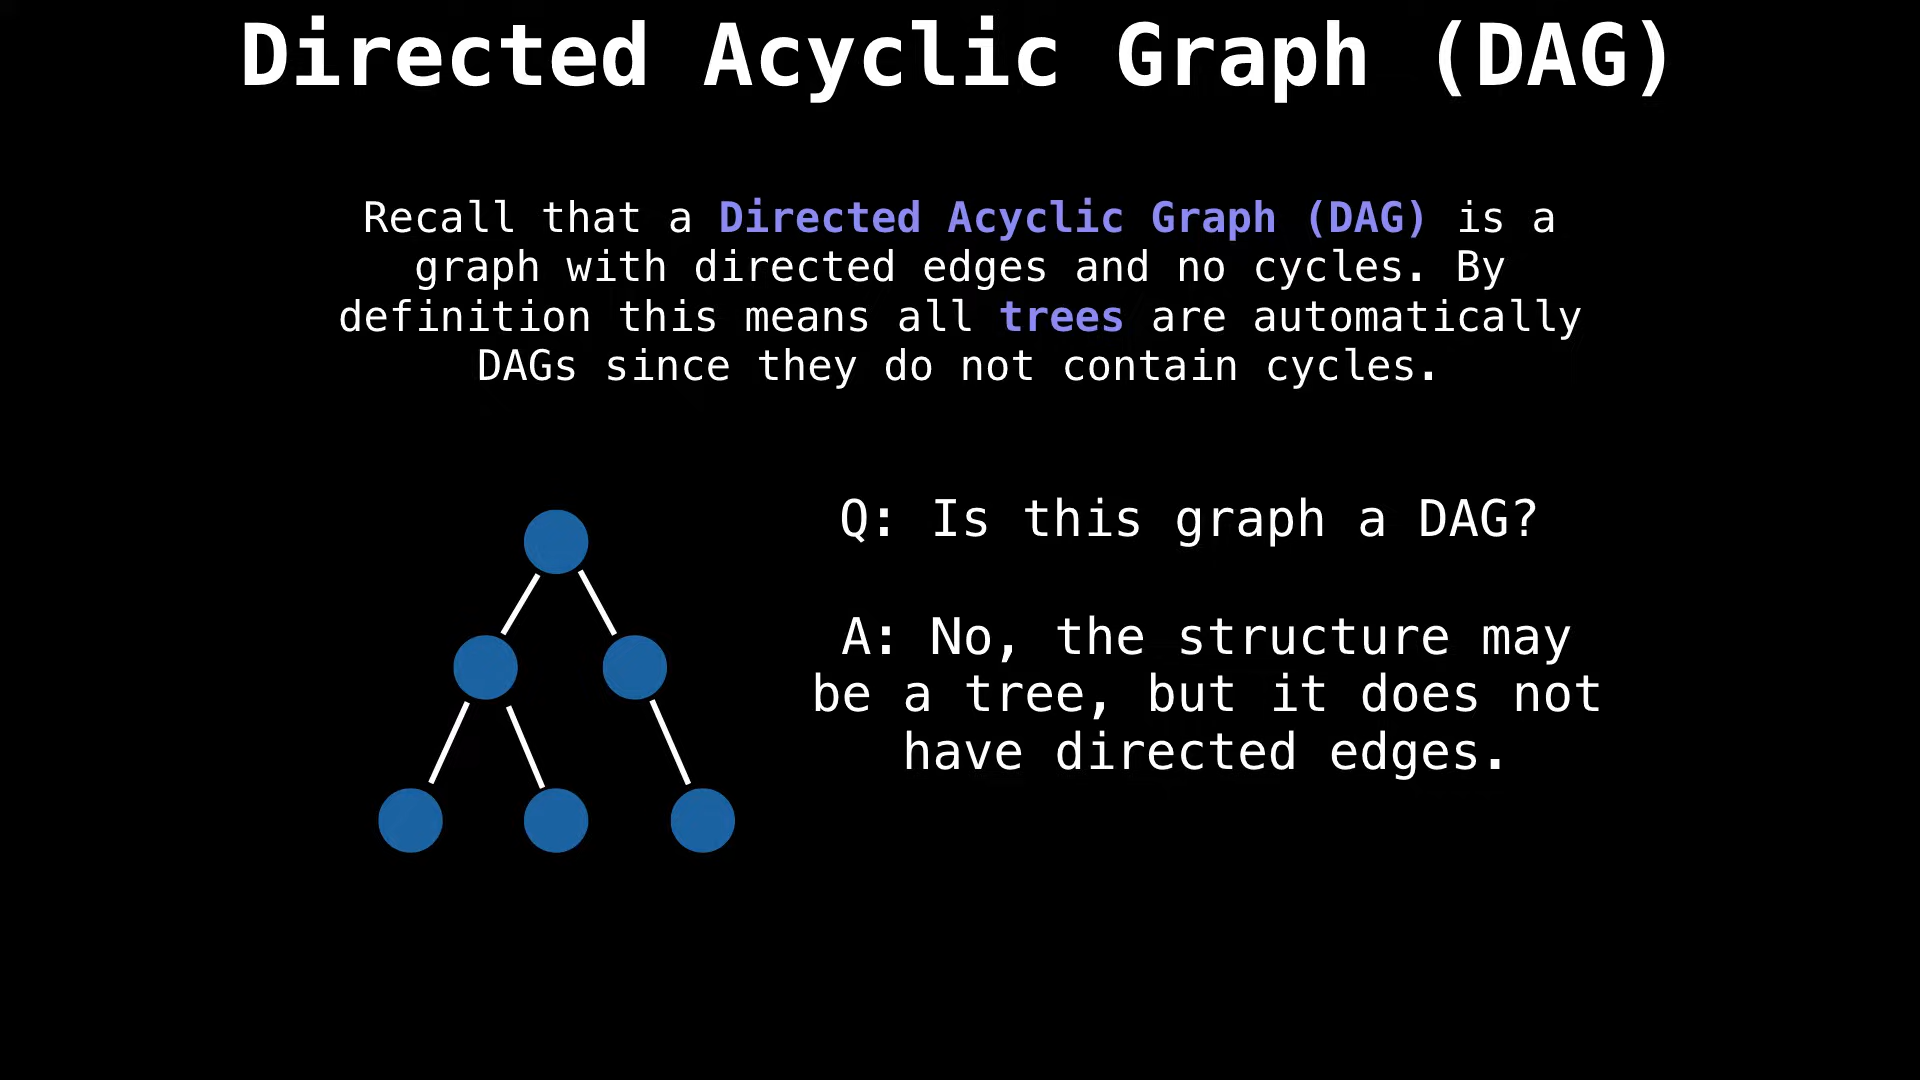 Directed Acyclic Graph (DAG)
Recall that a Directed Acyclic Graph (DAG) is a
graph with directed edges and no cycles. By
definition this means all trees are automatically
DAGs since they do not contain cycles.
Q: Is this graph a DAG?
A: No, the structure may
be a tree, but it does not
have directed edges.